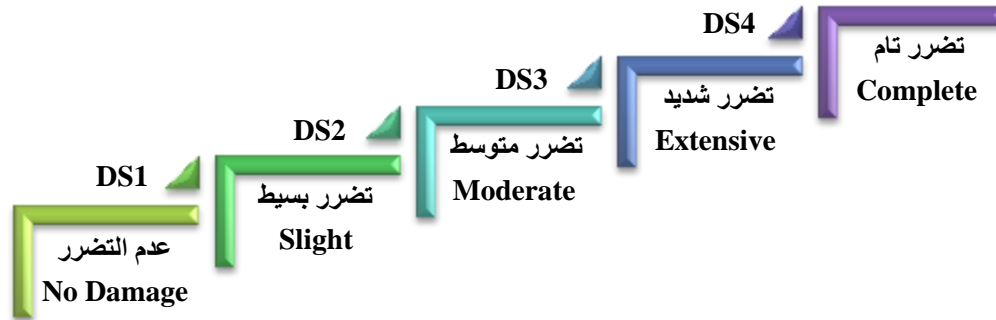 DS1
عدم التضرر
No Damage
DS2
تضرر بسيط
Slight
DS3
تضرر متوسط
Moderate
DS4
تضرر شديد
Extensive
تضرر تام
Complete